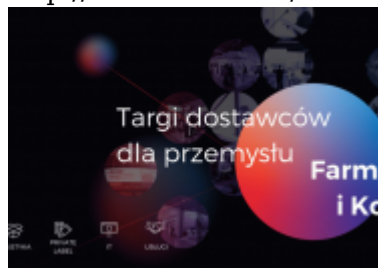 Targi dostawców
dla przemysłu
Farm
i Ko
PRIVATE
LABEL
IT
USŁUGI